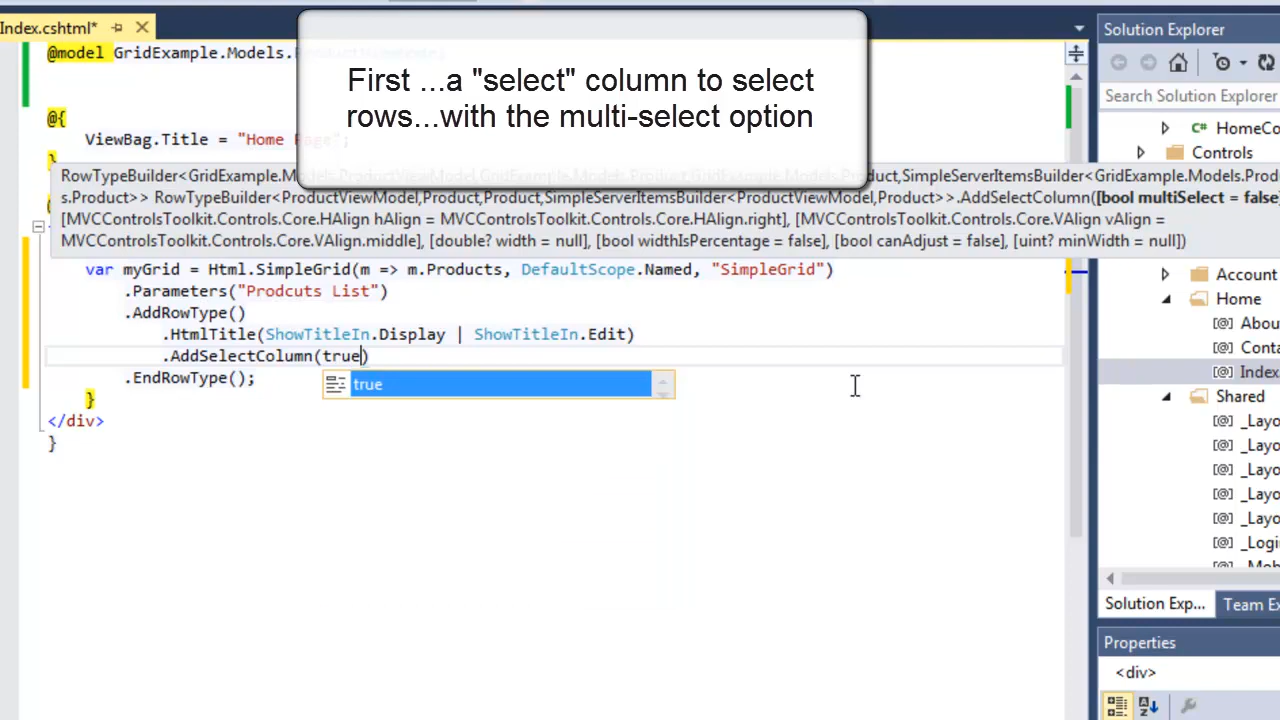 Index.cshtml*
Solution Explorer
@model GridExample.Models.
First ...a "select" column to select
rows...with the multi-select option
Search Solution Explorer
@{
HomeCo
ViewBag.Title = "Home Page";
Controls
}
RowTypeBuilder<GridExample.Models.ProductViewModel,GridExample.Models.Product,SimpleServerItemsBuilder<GridExample.Models.Produ
s.Product>> RowTypeBuilder<ProductViewModel,Product,SimpleServerItemsBuilder<ProductViewModel,Product>>.AddSelectColumn([bool multiSelect = false
[MVCControlsToolkit.Controls.Core.HAlign hAlign = MVCControlsToolkit.Controls.Core.HAlign.right], [MVCControlsToolkit.Controls.Core.VAlign vAlign =
MVCControlsToolkit.Controls.Core.VAlign.middle], [double? width = null], [bool widthIsPercentage = false], [bool canAdjust = false], [uint? minWidth = null])
var myGrid = Html.SimpleGrid(m => m.Products, DefaultScope.Named, "SimpleGrid")
Account
.Parameters("Prodcuts List")
Home
.AddRowType()
Abou
.HtmlTitle(ShowTitleIn.Display | ShowTitleIn.Edit)
Conta
.AddSelectColumn(true)
Index
.EndRowType();
true
}
Shared
</div>
_Layo
}
_Layo
_Layo
_Layo
_Layo
_Logi
Solution Exp...
Team Ex
Properties
<div>